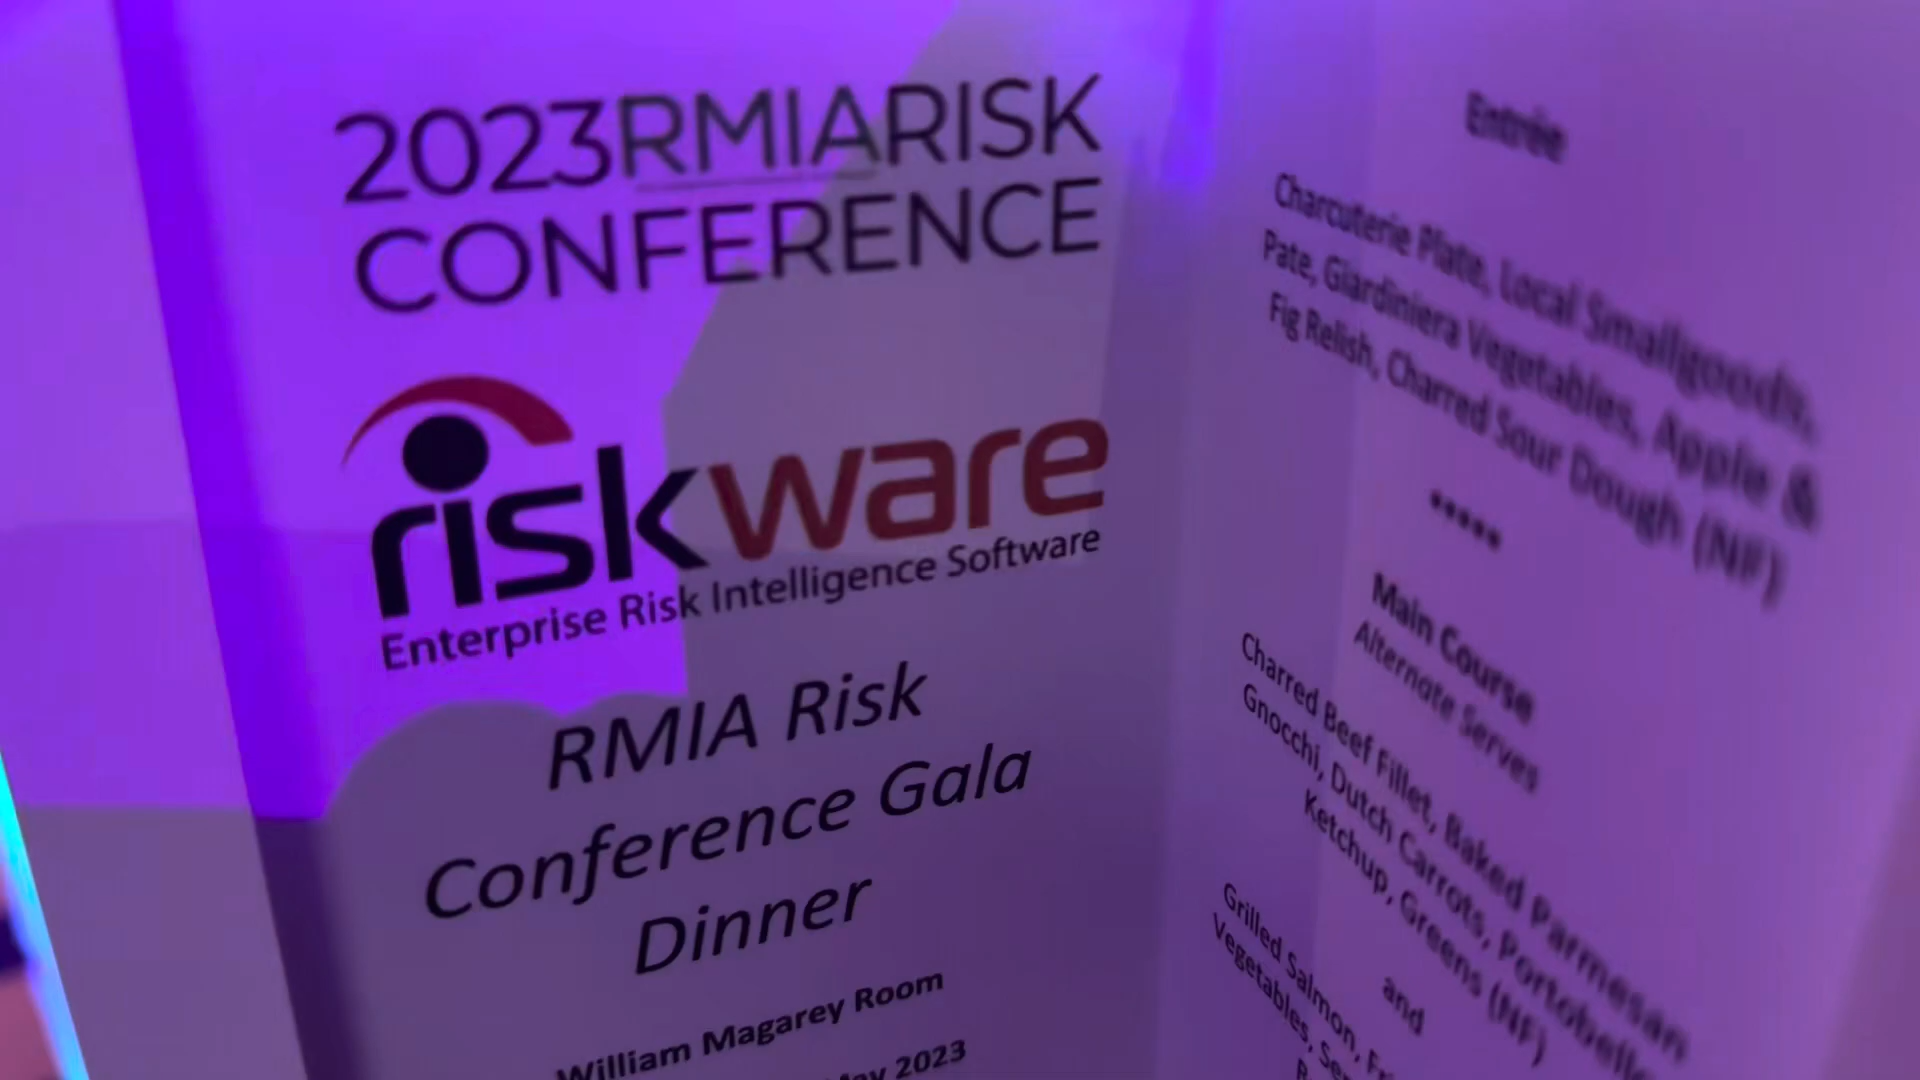 2023RMIARISK
CONFERENCE
riskware
Enterprise Risk Intelligence Software
RMIA Risk
Conference Gala
Dinner
William Magarey Room
May 2023
Entrée
Charcuterie Plate, Local Smallgoods,
Pate, Giardiniera Vegetables, Apple &
Fig Relish, Charred Sour Dough (NF)
•••••
Main Course
Alternate Serves
Charred Beef Fillet, Baked Parmesan
Gnocchi, Dutch Carrots, Portobello
Ketchup, Greens (NF)
and
Grilled Salmon,
Vegetables,